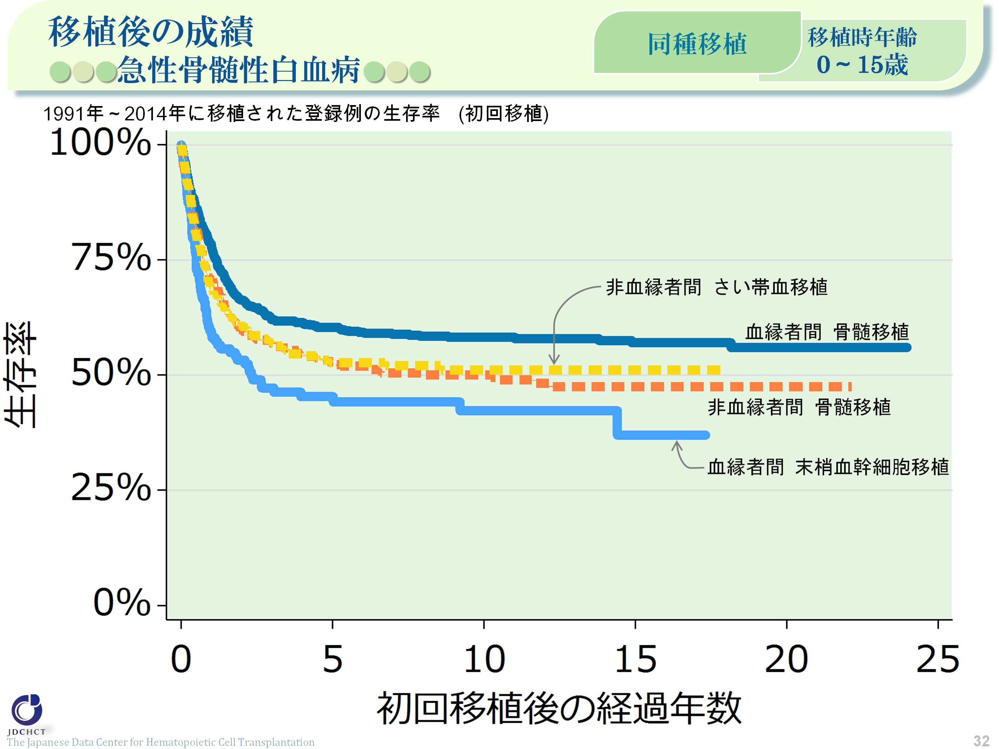 移植後の成績
急性骨髄性白血病
同種移植
移植時年齢
0~15歳
1991年~2014年に移植された登録例の生存率 (初回移植)
100%
75%
50%
25%
0%
生存率
非血縁者間 さい帯血移植
血縁者間 骨髄移植
非血縁者間 骨髄移植
血縁者間 末梢血幹細胞移植
0 5 10 15 20 25
初回移植後の経過年数
JDCHCT
The Japanese Data Center for Hematopoietic Cell Transplantation
32